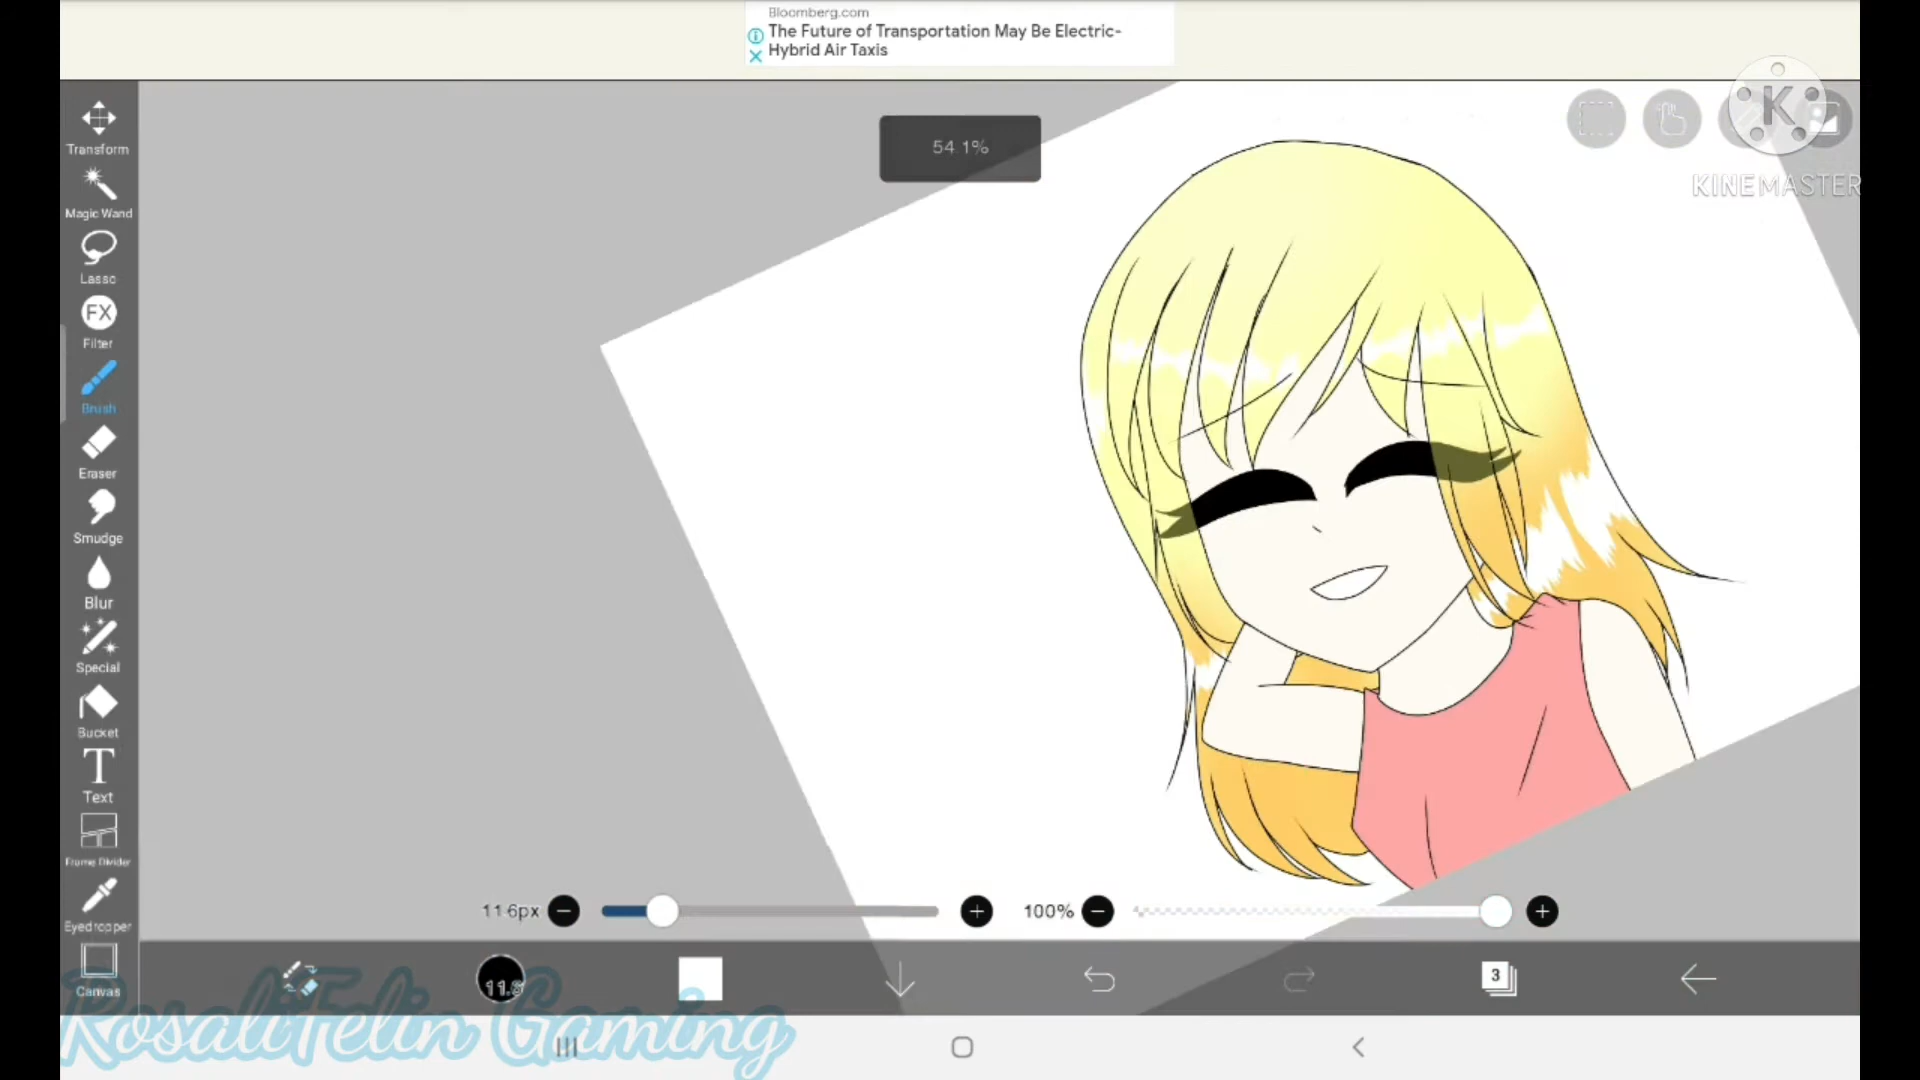 Bloomberg.com
The Future of Transportation May Be Electric-
Hybrid Air Taxis
54.1%
K
KINEMASTER
Transform
Magic Wand
Lasso
FX
Filter
Brush
Eraser
Smudge
Blur
Special
Bucket
T
Text
Frame Divider
Eyedropper
Canvas
11.6px
100%
11.6
3
RosaliFelin Gaming